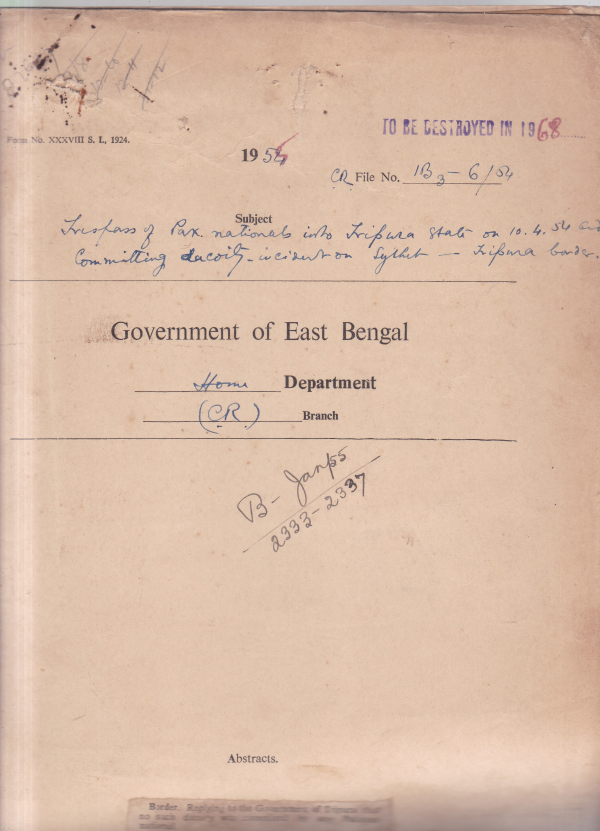 TO BE DESTROYED IN 1968
Form No. XXXVIII S. I., 1924.
1954
CR File No. 1B3-6/54
Subject
Trespass of Pak. nationals into Tripura State on 10.4.54 and
Committing dacoity - incident on Sylhet - Tripura border.
Government of East Bengal
Home Department
(CR) Branch
B- Jan/55
2333-2337
Abstracts.
Border. Replying to the Government of Tripura that
no such dacoity was committed by any Pakistan
national.